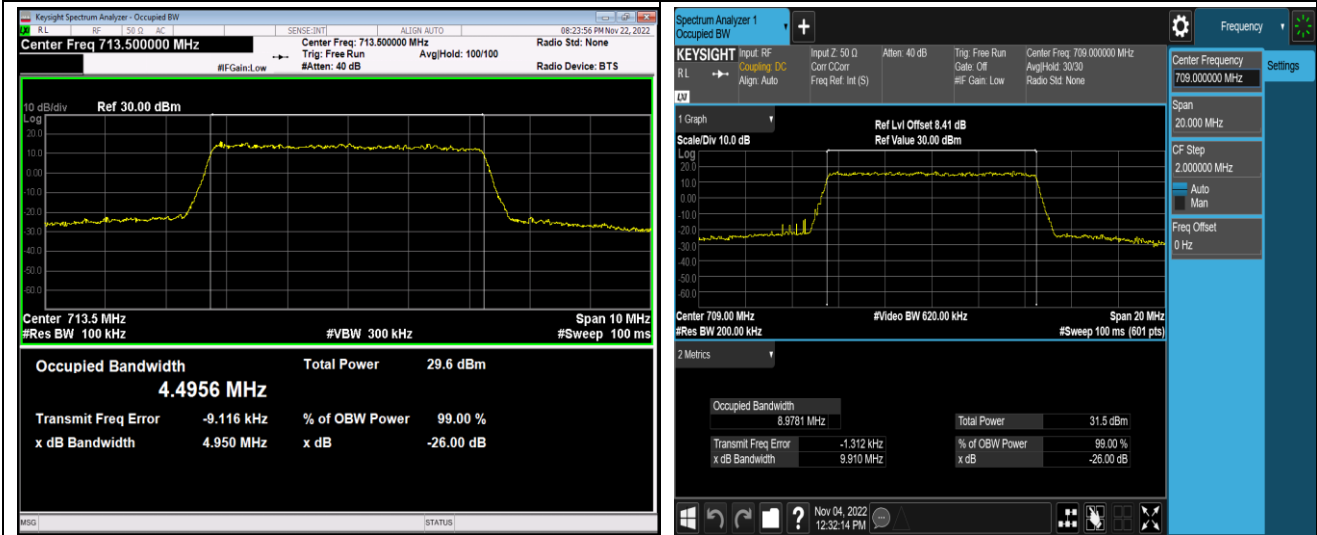 Keysight Spectrum Analyzer - Occupied BW
RL RF 50 Ω AC SENSE:INT ALIGN AUTO 08:23:56 PM Nov 22, 2022
Center Freq 713.500000 MHz
Center Freq: 713.500000 MHz
Radio Std: None
Trig: Free Run Avg|Hold: 100/100
#IFGain:Low #Atten: 40 dB Radio Device: BTS
10 dB/div Ref 30.00 dBm
Log
20.0
10.0
0.00
-10.0
-20.0
-30.0
-40.0
-50.0
-60.0
Center 713.5 MHz Span 10 MHz
#Res BW 100 kHz #VBW 300 kHz #Sweep 100 ms
Occupied Bandwidth Total Power 29.6 dBm
4.4956 MHz
Transmit Freq Error -9.116 kHz % of OBW Power 99.00 %
x dB Bandwidth 4.950 MHz x dB -26.00 dB
MSG STATUS
Spectrum Analyzer 1
Occupied BW
+
KEYSIGHT Input: RF Input Z: 50 Ω Atten: 40 dB Trig: Free Run Center Freq: 709.000000 MHz
RL Coupling: DC Corr CCorr Gate: Off Avg|Hold: 30/30
Align: Auto Freq Ref: Int (S) #IF Gain: Low Radio Std: None
LXI
1 Graph
Ref Lvl Offset 8.41 dB
Scale/Div 10.0 dB Ref Value 30.00 dBm
Log
20.0
10.0
0.00
-10.0
-20.0
-30.0
-40.0
-50.0
-60.0
Center 709.00 MHz #Video BW 620.00 kHz Span 20 MHz
#Res BW 200.00 kHz #Sweep 100 ms (601 pts)
2 Metrics
Occupied Bandwidth
8.9781 MHz Total Power 31.5 dBm
Transmit Freq Error -1.312 kHz % of OBW Power 99.00 %
x dB Bandwidth 9.910 MHz x dB -26.00 dB
?
Nov 04, 2022
12:32:14 PM
Frequency
Center Frequency
709.000000 MHz
Settings
Span
20.000 MHz
CF Step
2.000000 MHz
Auto
Man
Freq Offset
0 Hz